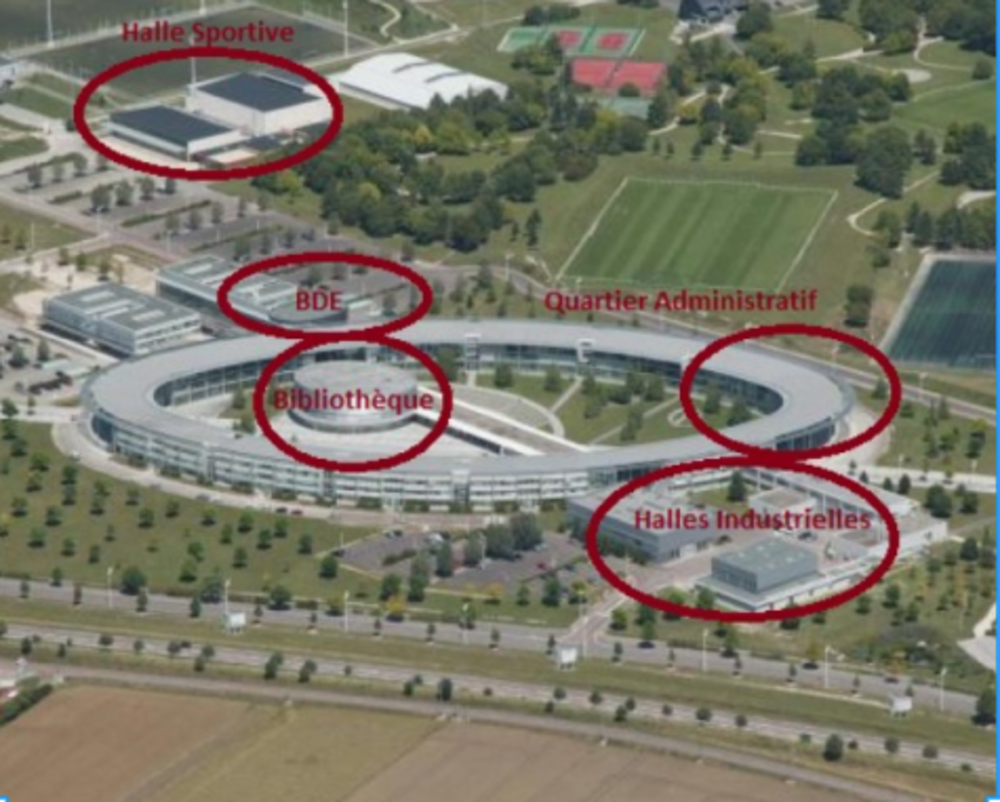 Halle Sportive
BDE
Quartier Administratif
Bibliothèque
Halles Industrielles